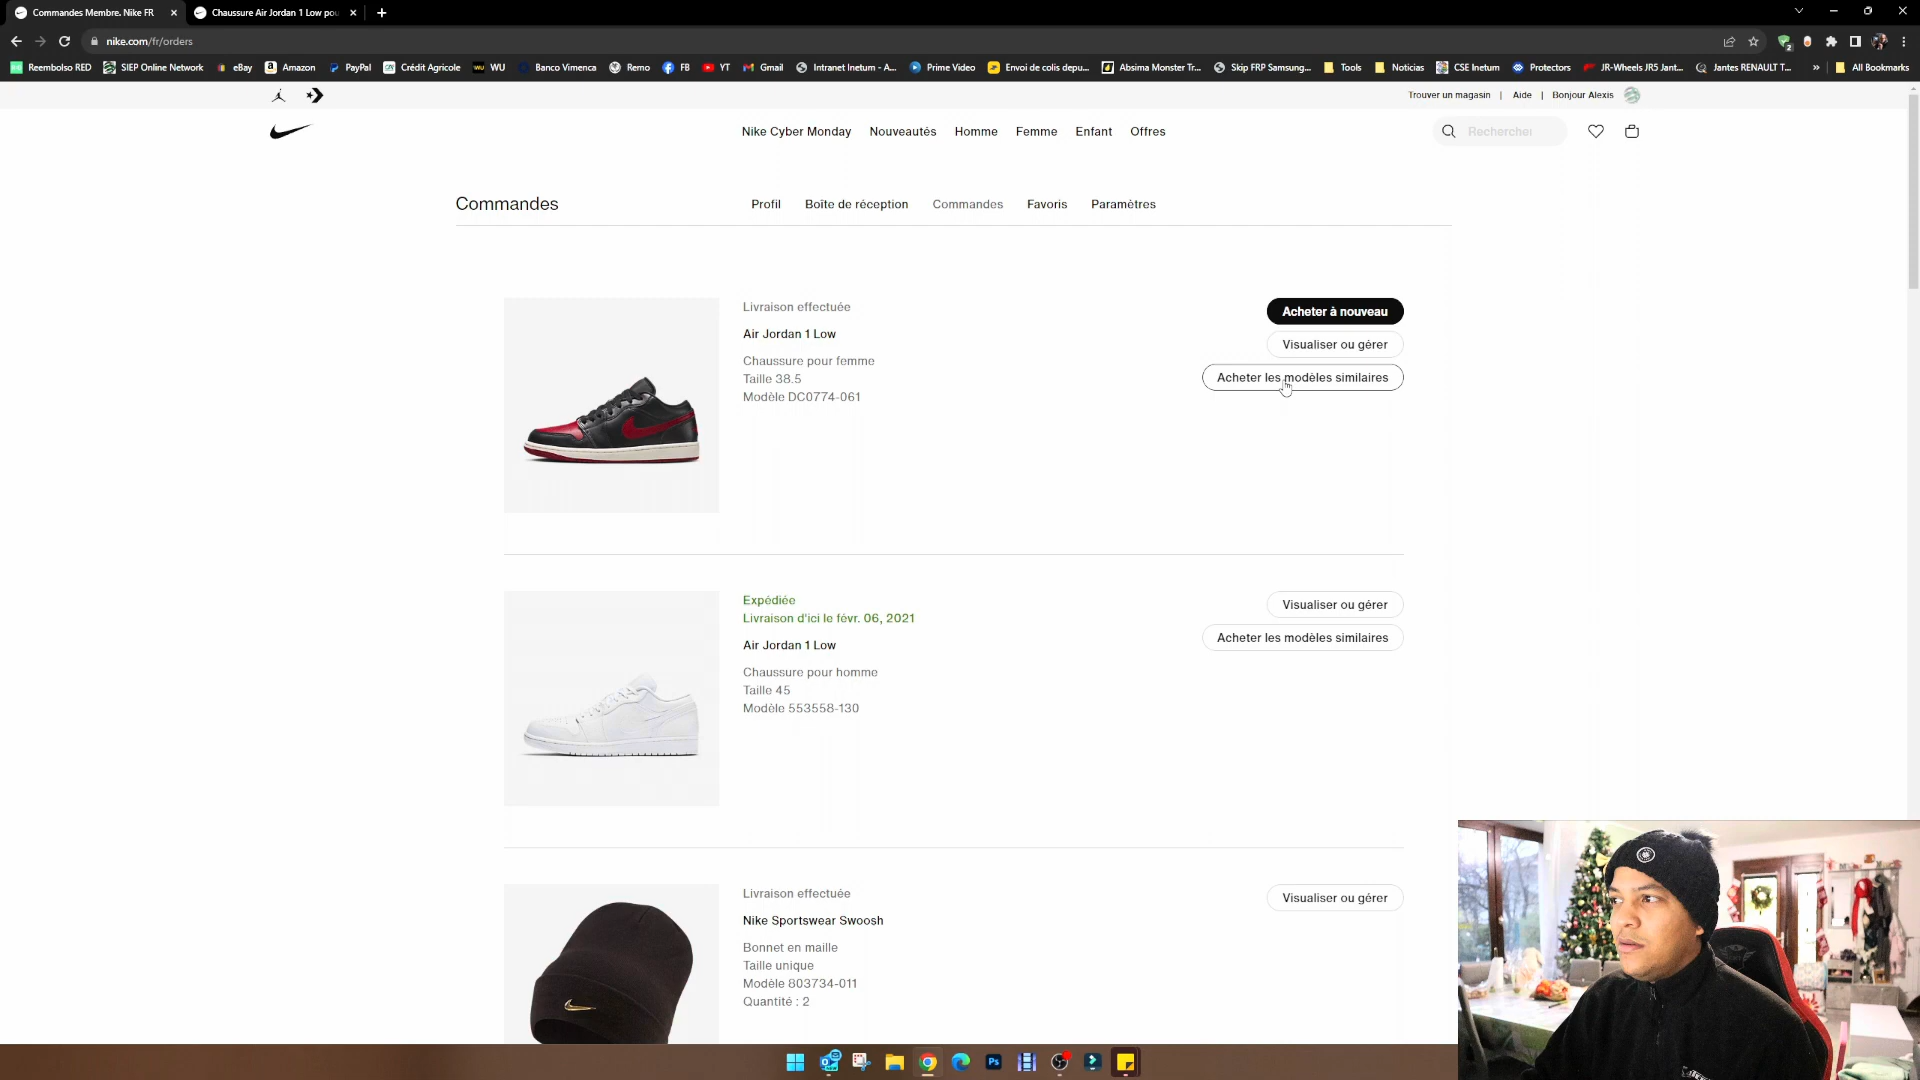 Commandes Membre. Nike FR
Chaussure Air Jordan 1 Low pou
nike.com/fr/orders
Reembolso RED
SIEP Online Network
eBay
Amazon
PayPal
Crédit Agricole
WU
Banco Vimenca
Remo
FB
YT
Gmail
Intranet Inetum - A...
Prime Video
Envoi de colis depu...
Absima Monster Tr...
Skip FRP Samsung...
Tools
Noticias
CSE Inetum
Protectors
JR-Wheels JR5 Jant...
Jantes RENAULT T...
All Bookmarks
Trouver un magasin | Aide | Bonjour Alexis
Nike Cyber Monday Nouveautés Homme Femme Enfant Offres
Rechercher
Commandes
Profil Boîte de réception Commandes Favoris Paramètres
Livraison effectuée
Air Jordan 1 Low
Chaussure pour femme
Taille 38.5
Modèle DC0774-061
Acheter à nouveau
Visualiser ou gérer
Acheter les modèles similaires
Expédiée
Livraison d'ici le févr. 06, 2021
Air Jordan 1 Low
Chaussure pour homme
Taille 45
Modèle 553558-130
Visualiser ou gérer
Acheter les modèles similaires
Livraison effectuée
Nike Sportswear Swoosh
Bonnet en maille
Taille unique
Modèle 803734-011
Quantité : 2
Visualiser ou gérer
Ps